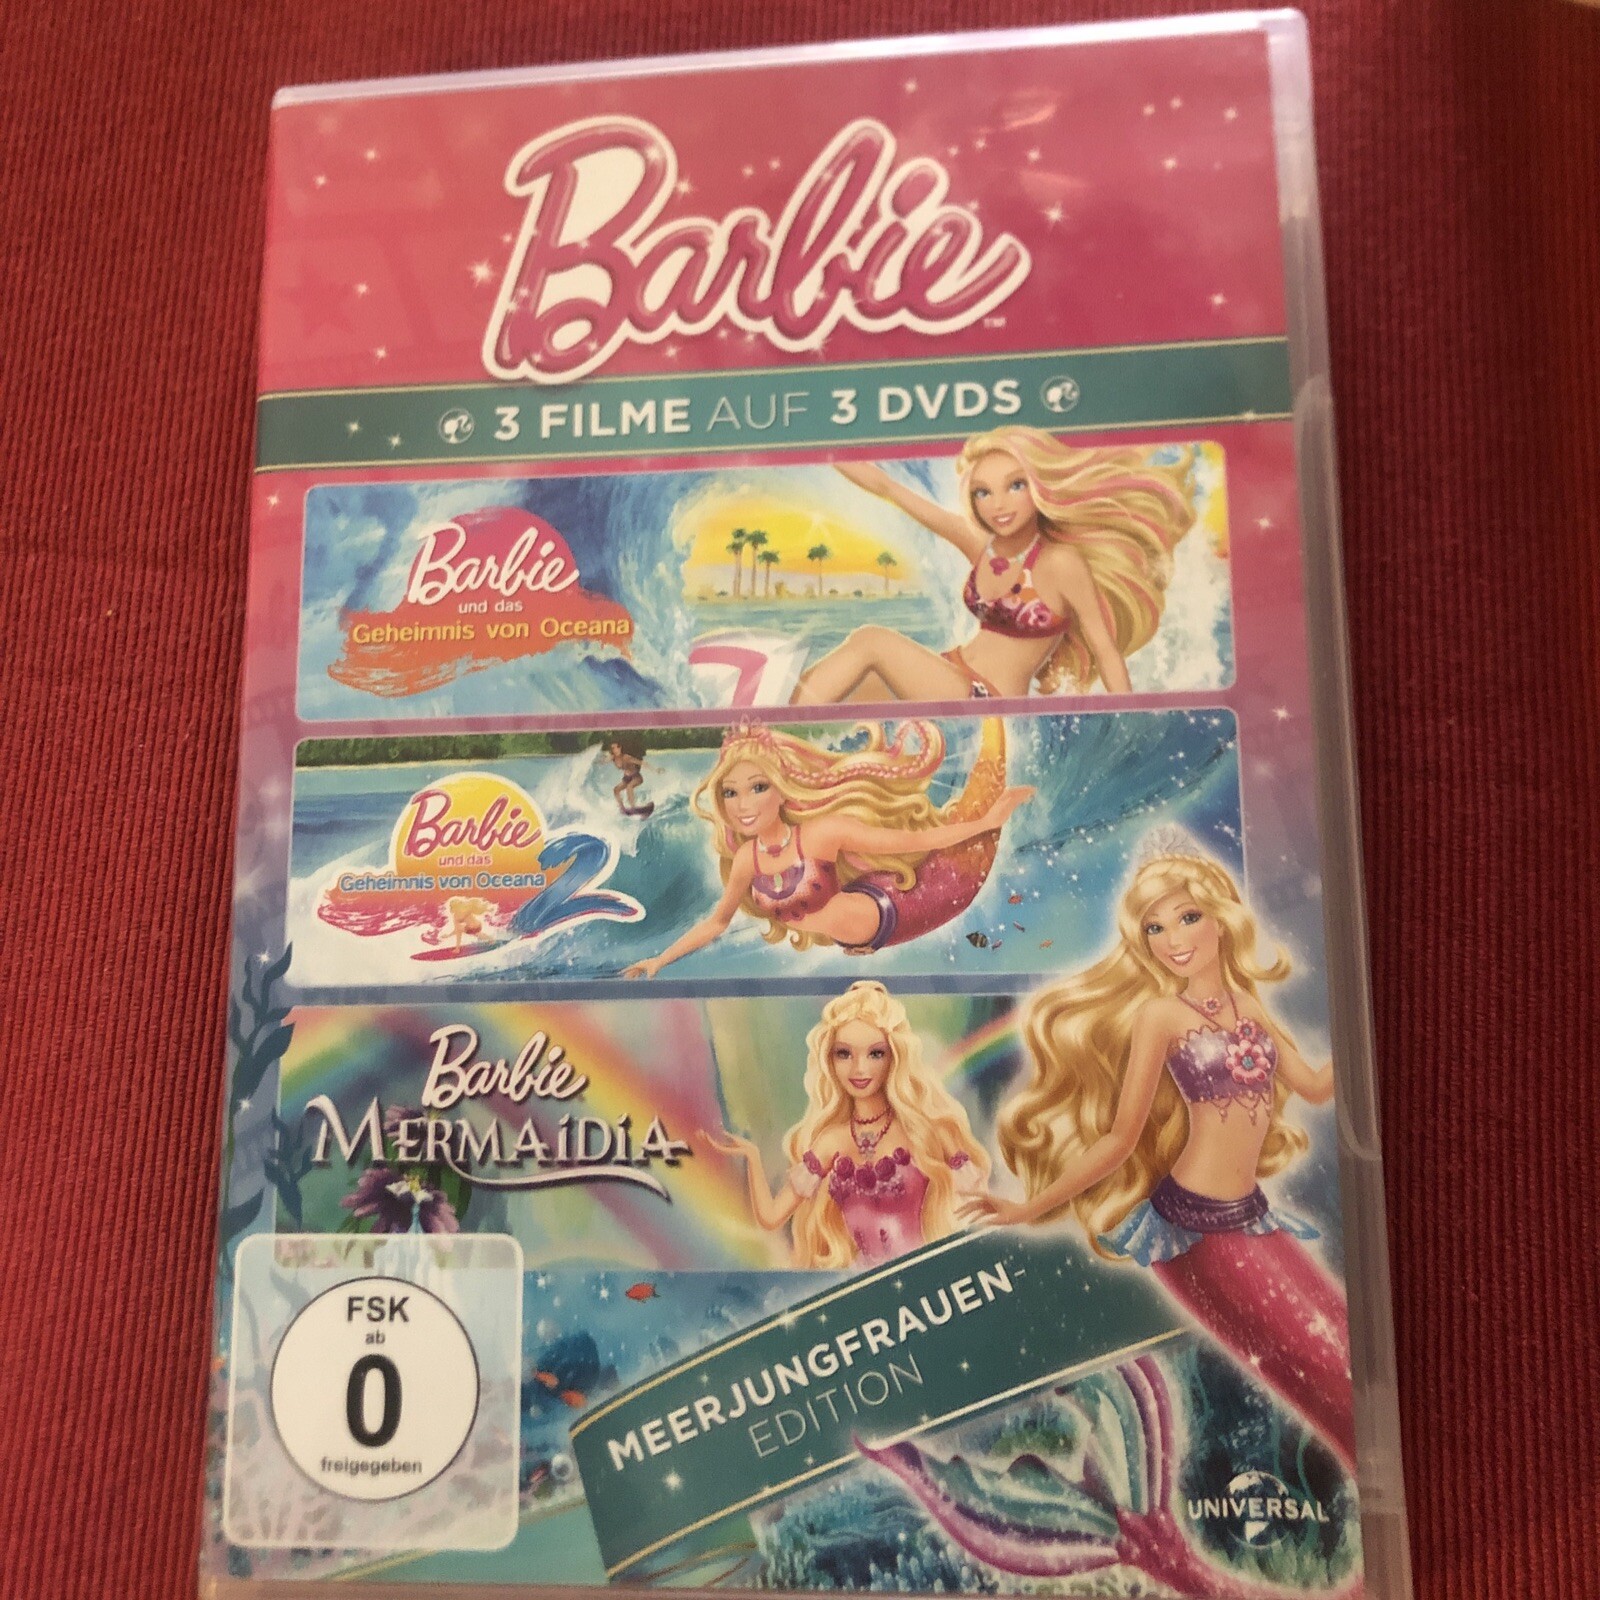 Barbie™
3 FILME AUF 3 DVDS
Barbie
und das
Geheimnis von Oceana
Barbie
und das
Geheimnis von Oceana 2
Barbie
MERMAiDiA
FSK
ab
0
freigegeben
MEERJUNGFRAUEN-
EDITION
UNIVERSAL